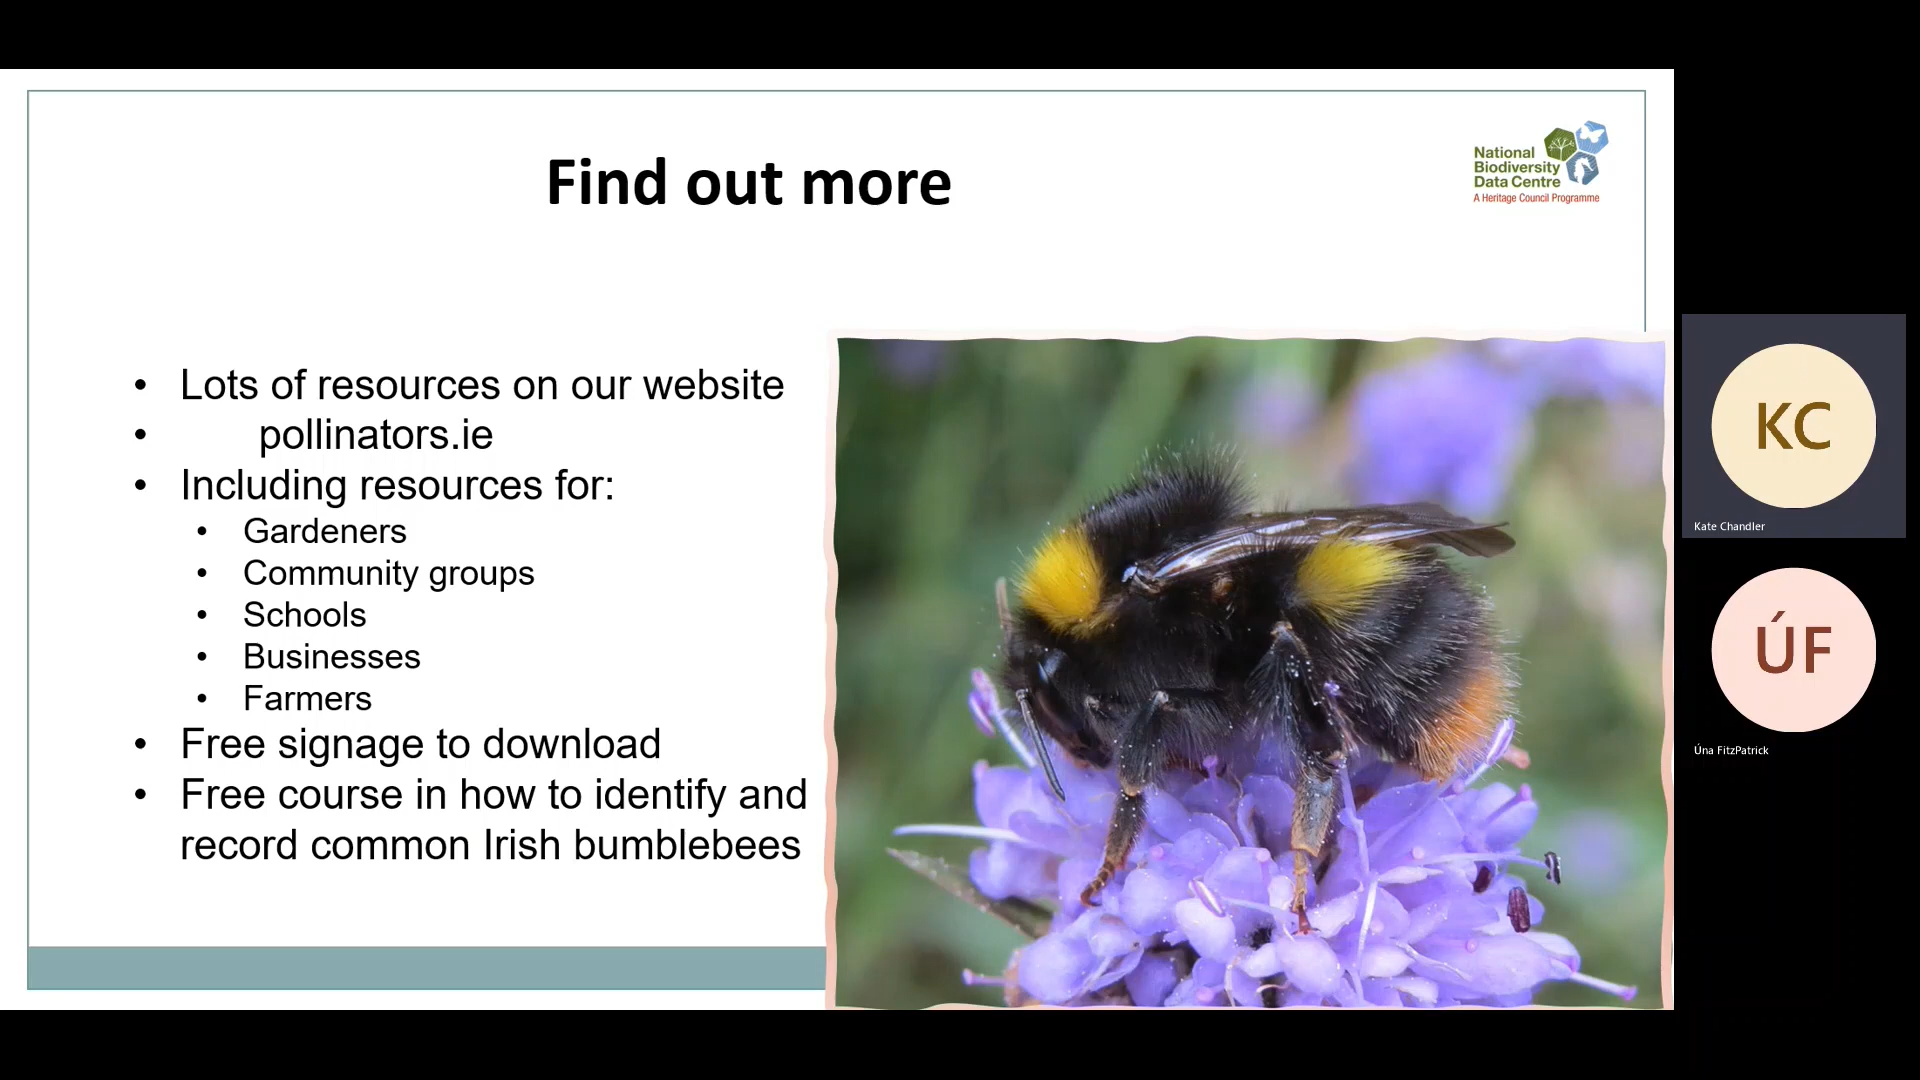 Find out more
National
Biodiversity
Data Centre
A Heritage Council Programme
• Lots of resources on our website
• pollinators.ie
• Including resources for:
• Gardeners
• Community groups
• Schools
• Businesses
• Farmers
• Free signage to download
• Free course in how to identify and
record common Irish bumblebees
KC
Kate Chandler
ÚF
Úna FitzPatrick